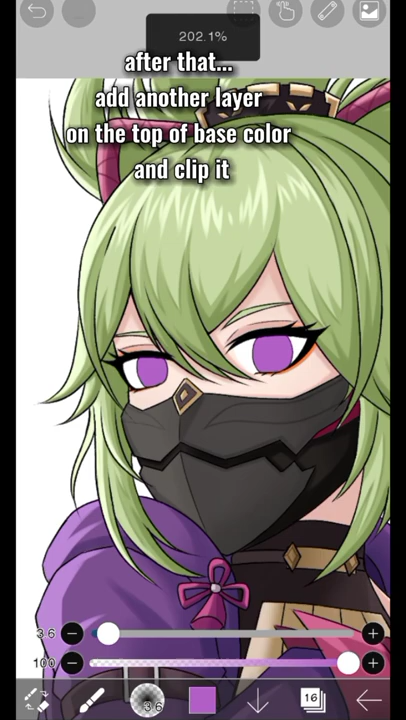 202.1%
after that...
add another layer
on the top of base color
and clip it
3.6
100
3.6
16